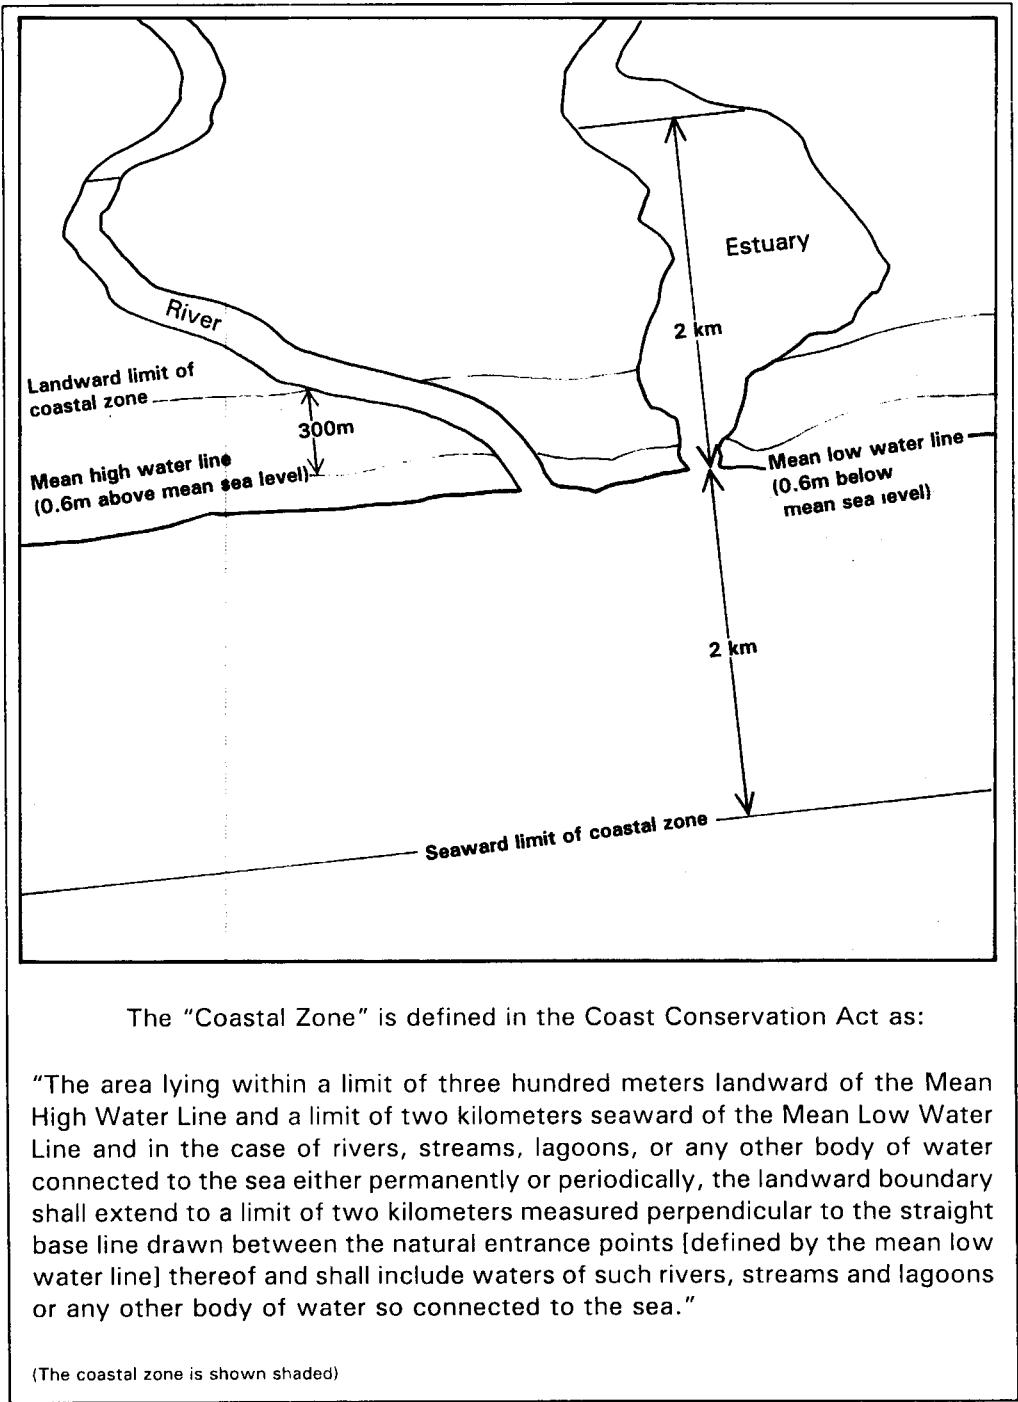 Estuary
2 km
River
Landward limit of
coastal zone
300m
Mean high water line
(0.6m above mean sea level)
Mean low water line
(0.6m below
mean sea level)
2 km
Seaward limit of coastal zone
The "Coastal Zone" is defined in the Coast Conservation Act as:
"The area lying within a limit of three hundred meters landward of the Mean
High Water Line and a limit of two kilometers seaward of the Mean Low Water
Line and in the case of rivers, streams, lagoons, or any other body of water
connected to the sea either permanently or periodically, the landward boundary
shall extend to a limit of two kilometers measured perpendicular to the straight
base line drawn between the natural entrance points [defined by the mean low
water line] thereof and shall include waters of such rivers, streams and lagoons
or any other body of water so connected to the sea."
(The coastal zone is shown shaded)